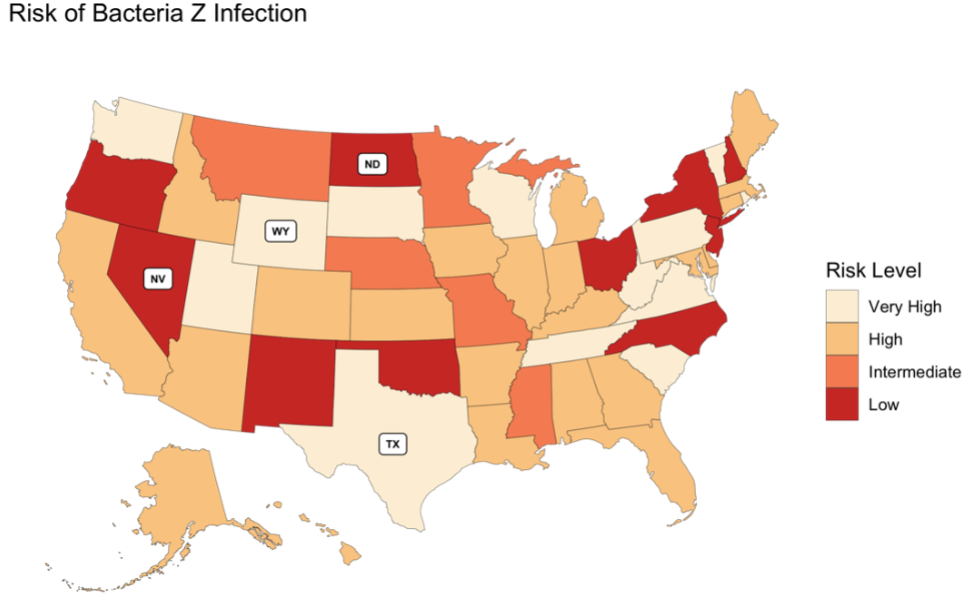 Risk of Bacteria Z Infection
ND
WY
NV
TX
Risk Level
Very High
High
Intermediate
Low